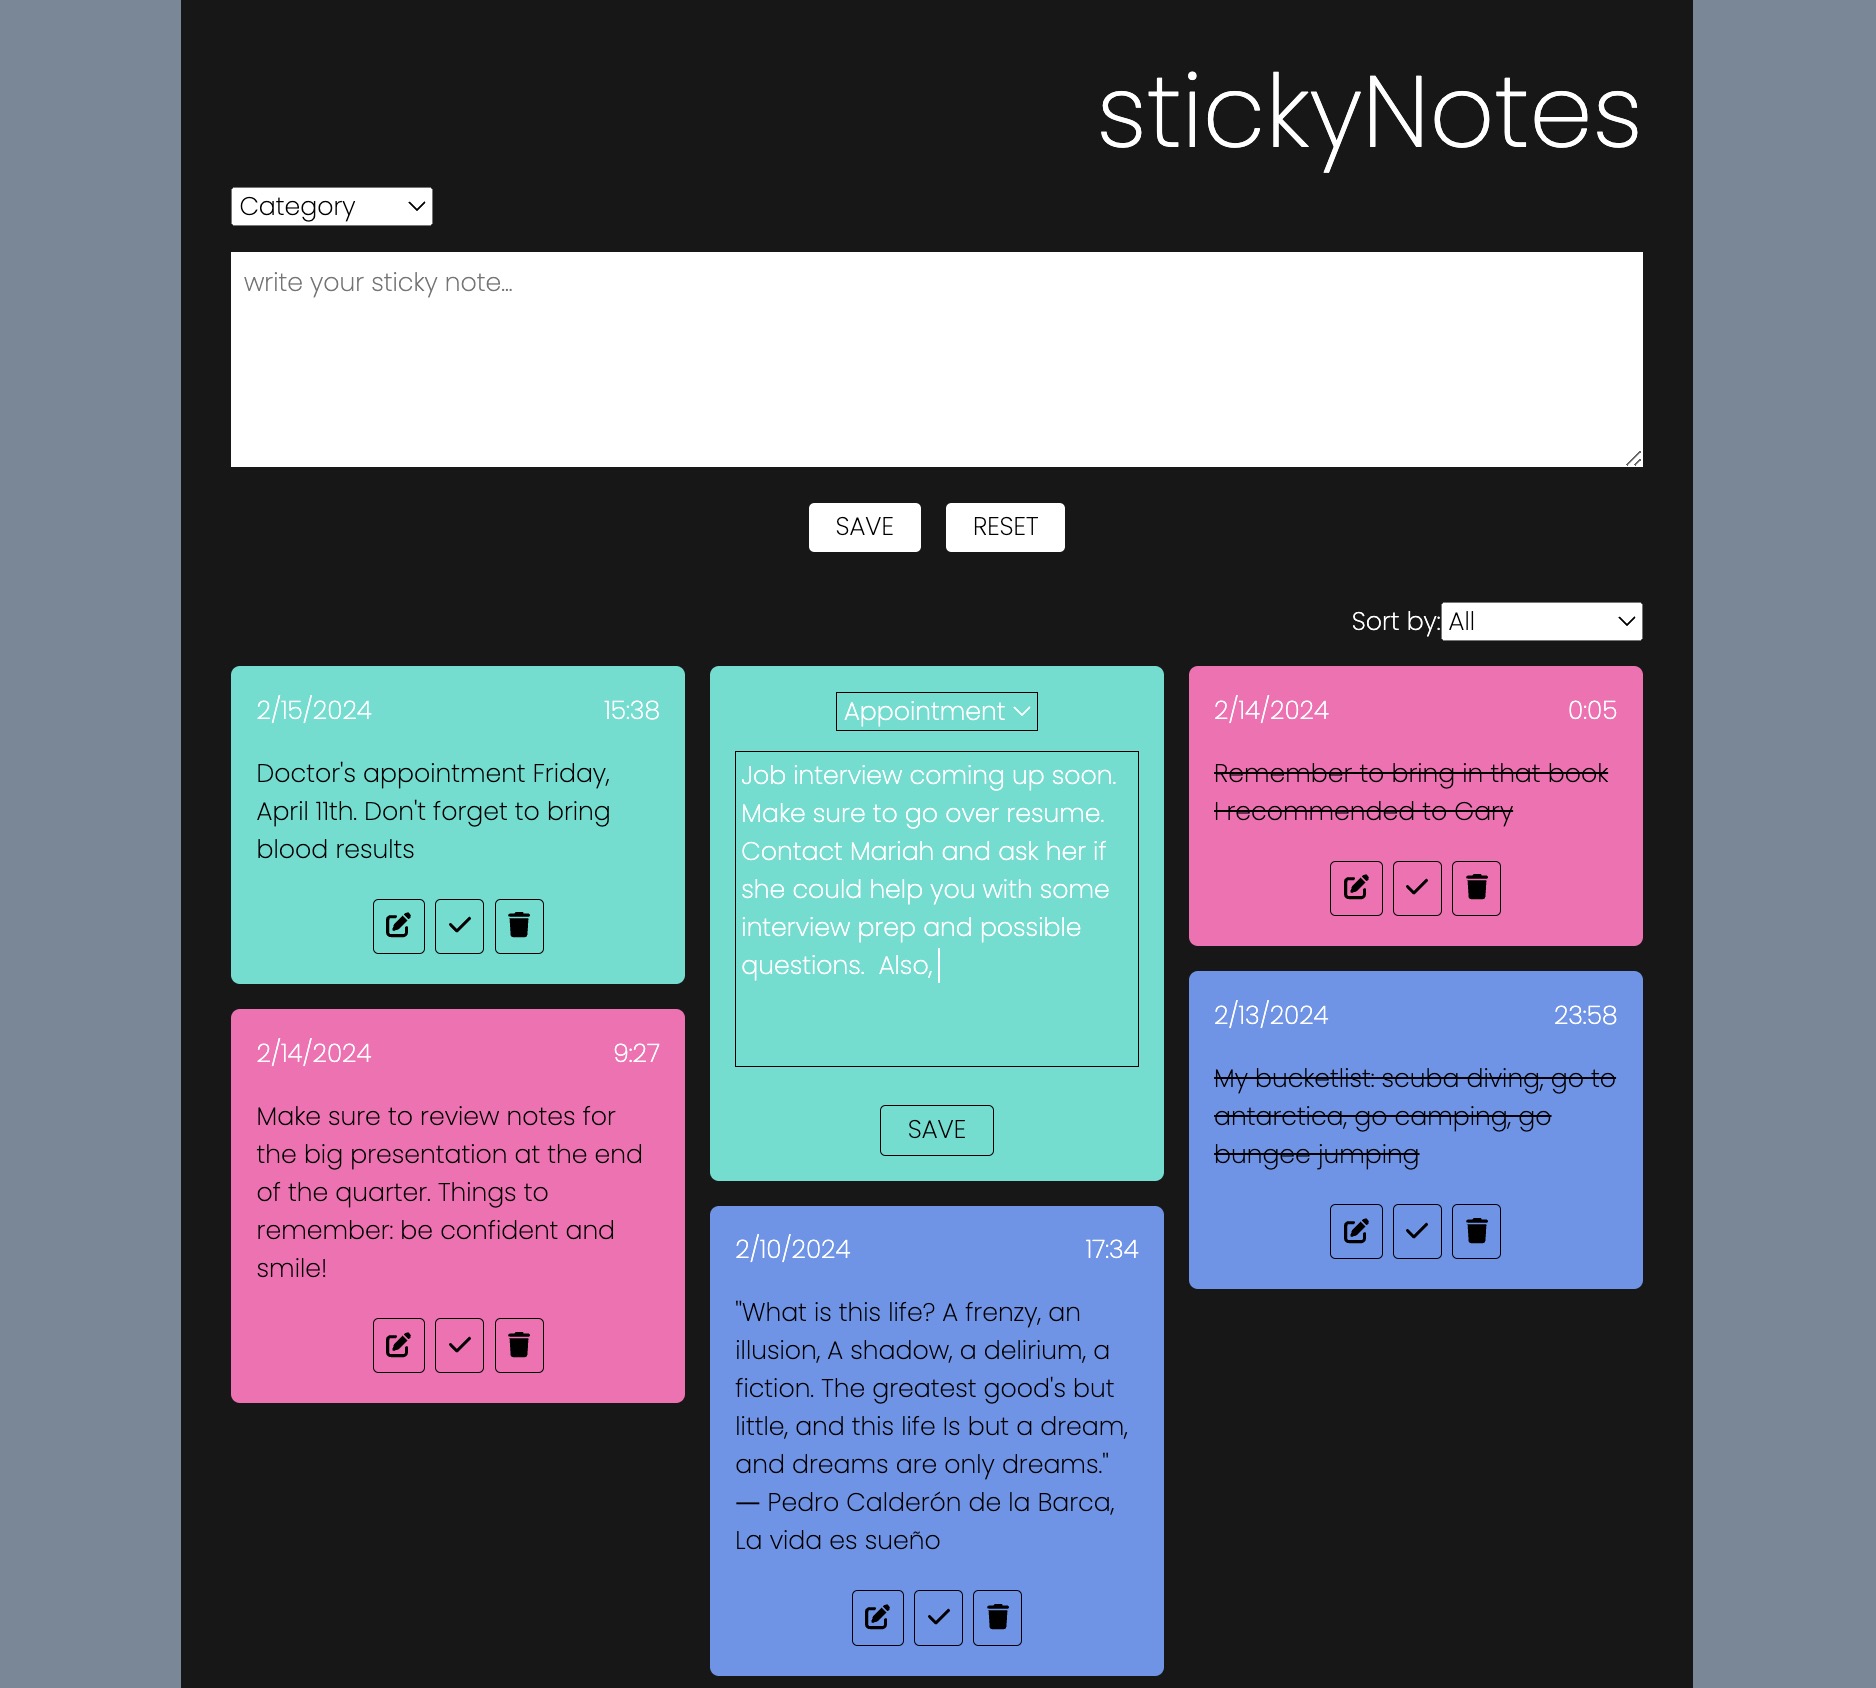 stickyNotes
Category
write your sticky note...
SAVE
RESET
Sort by:
All
2/15/2024
15:38
Doctor's appointment Friday,
April 11th. Don't forget to bring
blood results
2/14/2024
9:27
Make sure to review notes for
the big presentation at the end
of the quarter. Things to
remember: be confident and
smile!
Appointment
Job interview coming up soon.
Make sure to go over resume.
Contact Mariah and ask her if
she could help you with some
interview prep and possible
questions.  Also,
SAVE
2/10/2024
17:34
"What is this life? A frenzy, an
illusion, A shadow, a delirium, a
fiction. The greatest good's but
little, and this life Is but a dream,
and dreams are only dreams."
— Pedro Calderón de la Barca,
La vida es sueño
2/14/2024
0:05
Remember to bring in that book
I recommended to Gary
2/13/2024
23:58
My bucketlist: scuba diving, go to
antarctica, go camping, go
bungee jumping